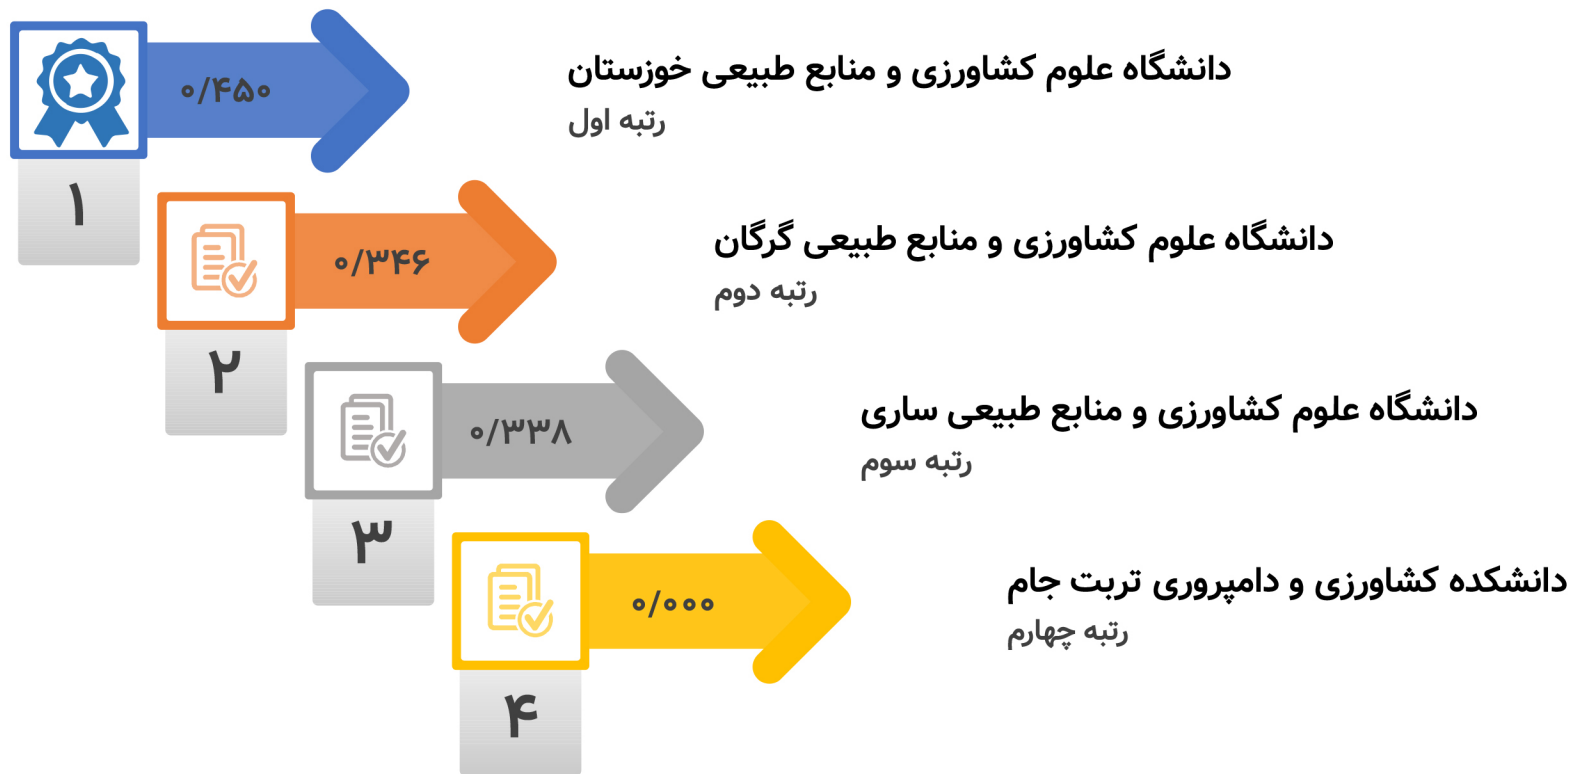 دانشگاه علوم کشاورزی و منابع طبیعی خوزستان
رتبه اول
۰/۴۵۰
۱
دانشگاه علوم کشاورزی و منابع طبیعی گرگان
رتبه دوم
۰/۳۴۶
۲
دانشگاه علوم کشاورزی و منابع طبیعی ساری
رتبه سوم
۰/۳۳۸
۳
دانشکده کشاورزی و دامپروری تربت جام
رتبه چهارم
۰/۰۰۰
۴